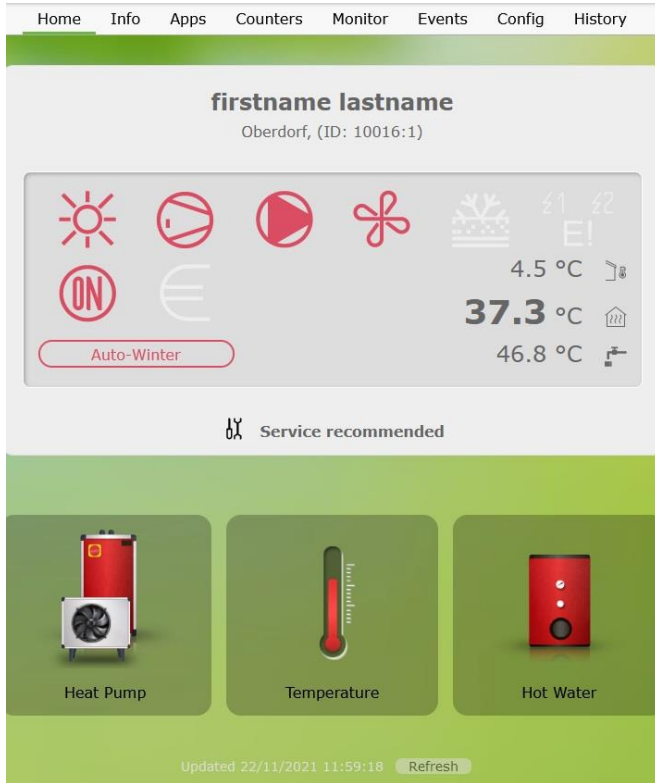 Home Info Apps Counters Monitor Events Config History
firstname lastname
Oberdorf, (ID: 10016:1)
1 2
E!
4.5 °C
ON
37.3 °C
Auto-Winter
46.8 °C
Service recommended
Heat Pump Temperature Hot Water
Updated 22/11/2021 11:59:18 Refresh